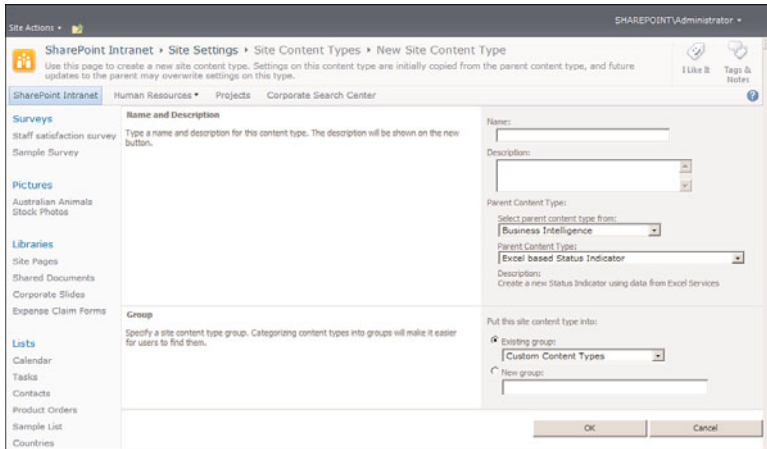 Site Actions
SHAREPOINT\Administrator
SharePoint Intranet ▸ Site Settings ▸ Site Content Types ▸ New Site Content Type
Use this page to create a new site content type. Settings on this content type are initially copied from the parent content type, and future
updates to the parent may overwrite settings on this type.
I Like It
Tags &
Notes
SharePoint Intranet Human Resources Projects Corporate Search Center
Surveys
Staff satisfaction survey
Sample Survey
Pictures
Australian Animals
Stock Photos
Libraries
Site Pages
Shared Documents
Corporate Slides
Expense Claim Forms
Lists
Calendar
Tasks
Contacts
Product Orders
Sample List
Countries
Name and Description
Type a name and description for this content type. The description will be shown on the new
button.
Name:
Description:
Parent Content Type:
Select parent content type from:
Business Intelligence
Parent Content Type:
Excel based Status Indicator
Description:
Create a new Status Indicator using data from Excel Services
Group
Specify a site content type group. Categorizing content types into groups will make it easier
for users to find them.
Put this site content type into:
Existing group:
Custom Content Types
New group:
OK
Cancel